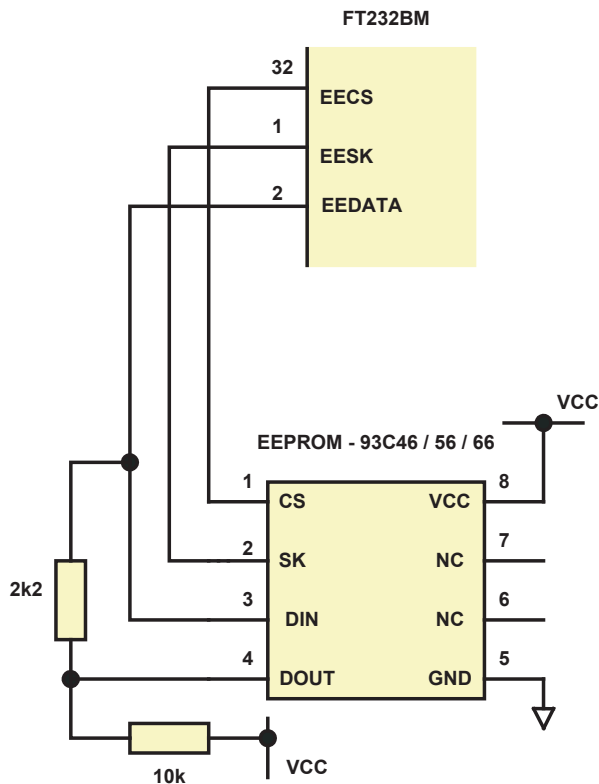 FT232BM
32
EECS
1
EESK
2
EEDATA
VCC
EEPROM - 93C46 / 56 / 66
1
CS
VCC
8
2
SK
NC
7
2k2
3
DIN
NC
6
4
DOUT
GND
5
10k
VCC